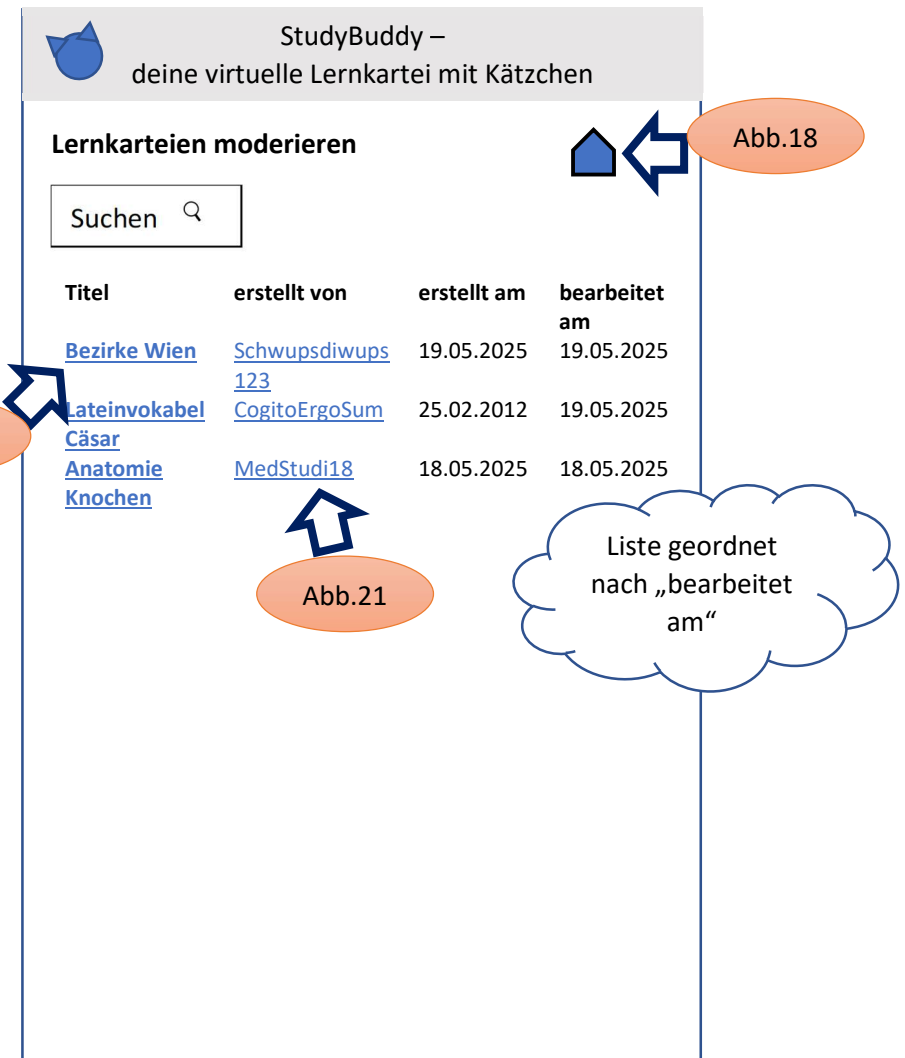 StudyBuddy –
deine virtuelle Lernkartei mit Kätzchen
Lernkarteien moderieren
Abb.18
Suchen
Titel erstellt von erstellt am bearbeitet
am
Bezirke Wien Schwupsdiwups 19.05.2025 19.05.2025
123
Lateinvokabel CogitoErgoSum 25.02.2012 19.05.2025
Cäsar
Anatomie MedStudi18 18.05.2025 18.05.2025
Knochen
Liste geordnet
nach „bearbeitet
am“
Abb.21